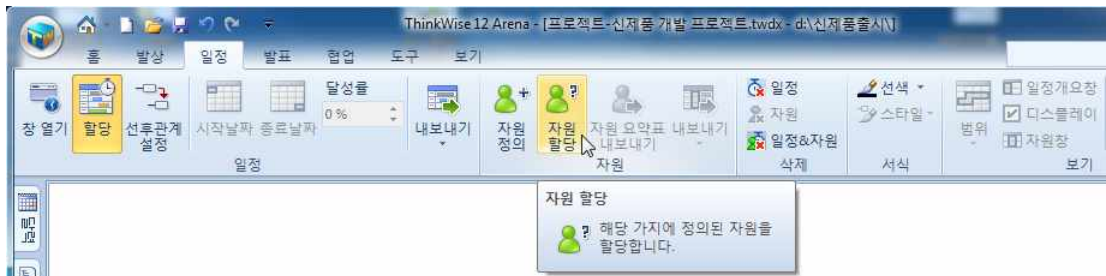 ThinkWise 12 Arena - [프로젝트-신제품 개발 프로젝트.twdx - d:\신제품출시\]
홈 발상 일정 발표 협업 도구 보기
창 열기
할당
선후관계
설정
시작날짜
종료날짜
달성률
0 %
내보내기
일정
자원
정의
자원
할당
자원 요약표
내보내기
내보내기
자원
일정
자원
일정&자원
삭제
선택
스타일
서식
범위
일정개요창
디스플레이
자원창
보기
자원 할당
해당 가지에 정의된 자원을
할당합니다.